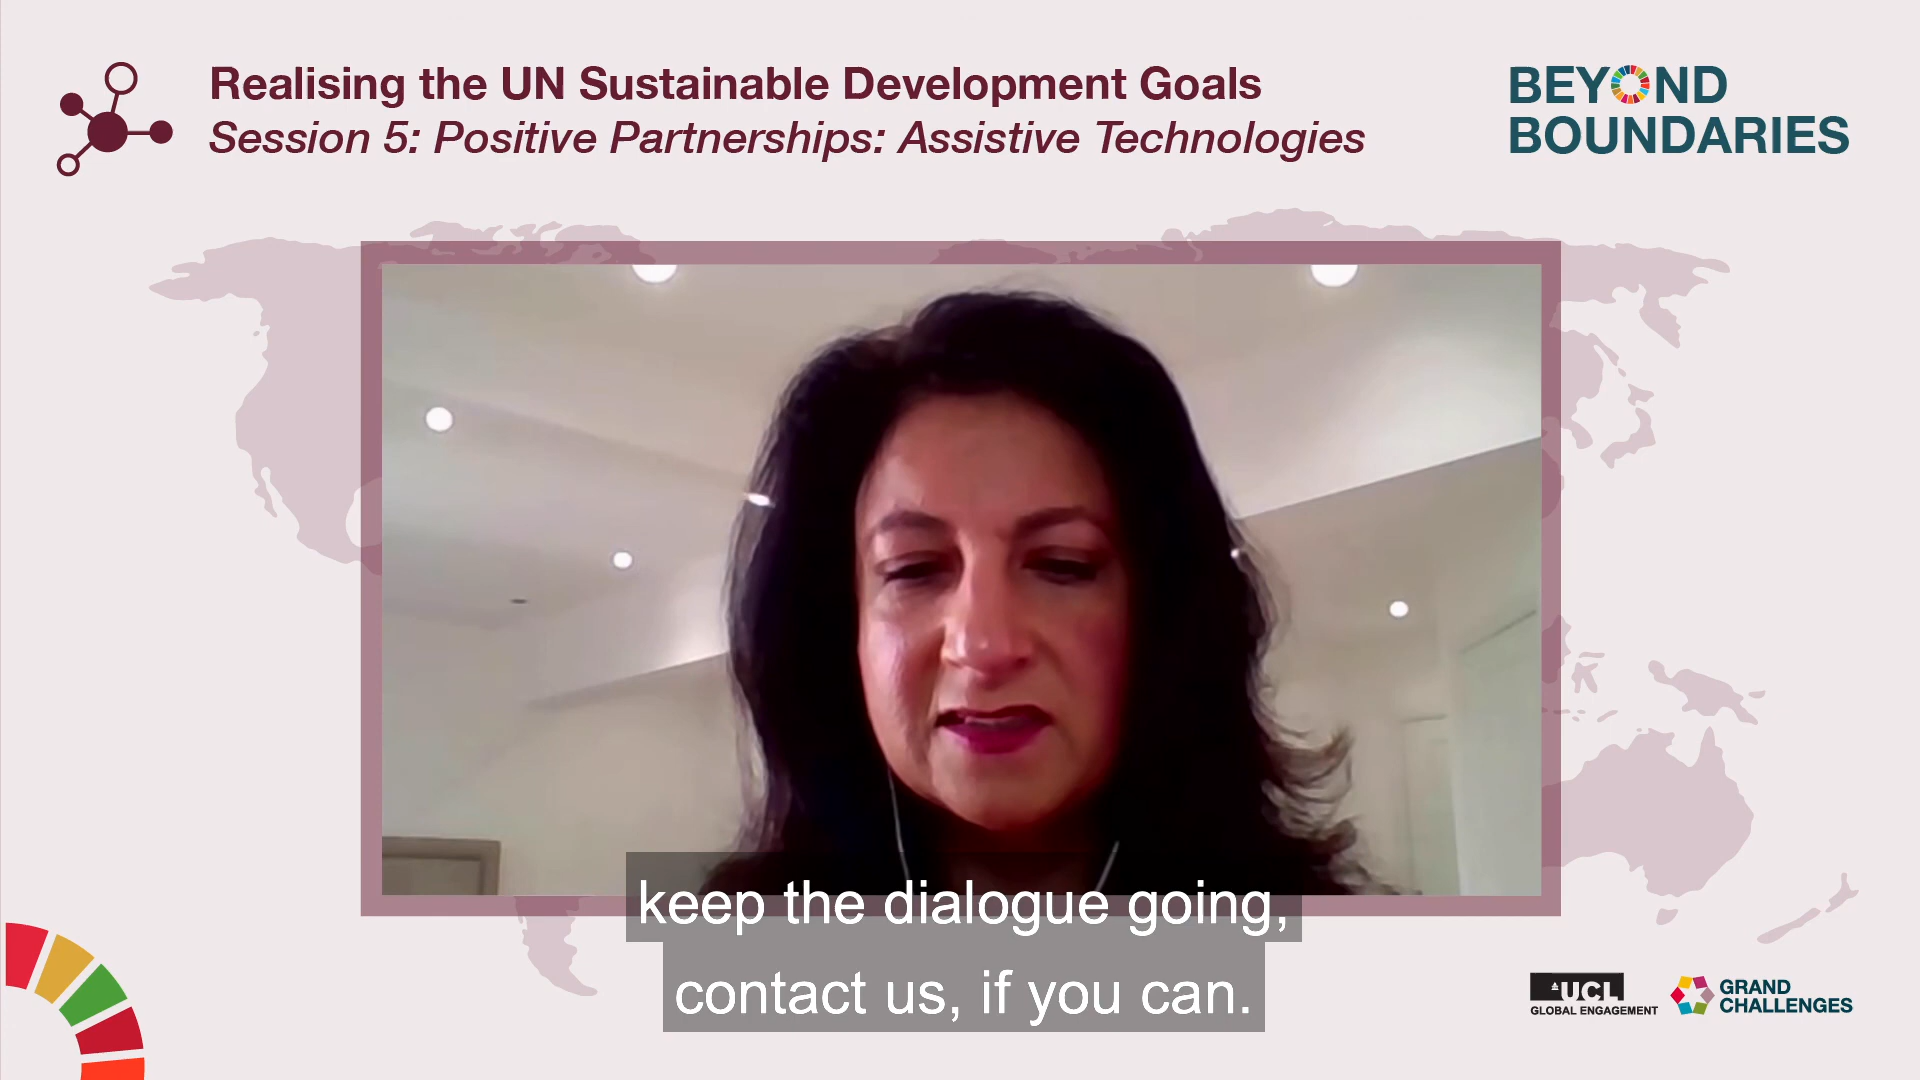 Realising the UN Sustainable Development Goals
Session 5: Positive Partnerships: Assistive Technologies
BEYOND
BOUNDARIES
keep the dialogue going,
contact us, if you can.
UCL
GLOBAL ENGAGEMENT
GRAND
CHALLENGES